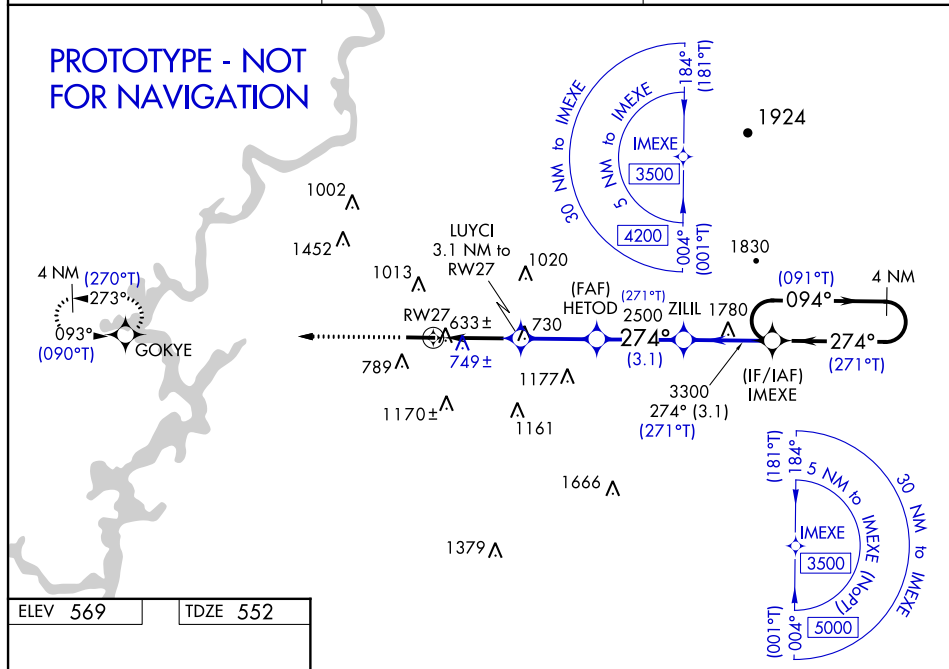 PROTOTYPE - NOT
FOR NAVIGATION
184°
(181°T)
30 NM to IMEXE
5 NM to IMEXE
IMEXE
3500
4200
004°
(001°T)
1924
1002
1452
LUYCI
3.1 NM to
RW27
1020
1013
1830
4 NM
(270°T)
273°
093°
(090°T)
GOKYE
(FAF)
HETOD
(271°T)
2500
ZILIL
1780
(091°T)
094°
4 NM
RW27
633±
730
274°
(3.1)
274°
(271°T)
789
749±
1177
(IF/IAF)
IMEXE
3300
274° (3.1)
(271°T)
1170±
1161
1666
1379
(181°T)
184°
5 NM to IMEXE (NoPT)
30 NM to IMEXE
IMEXE
3500
5000
(001°T)
004°
ELEV 569
TDZE 552